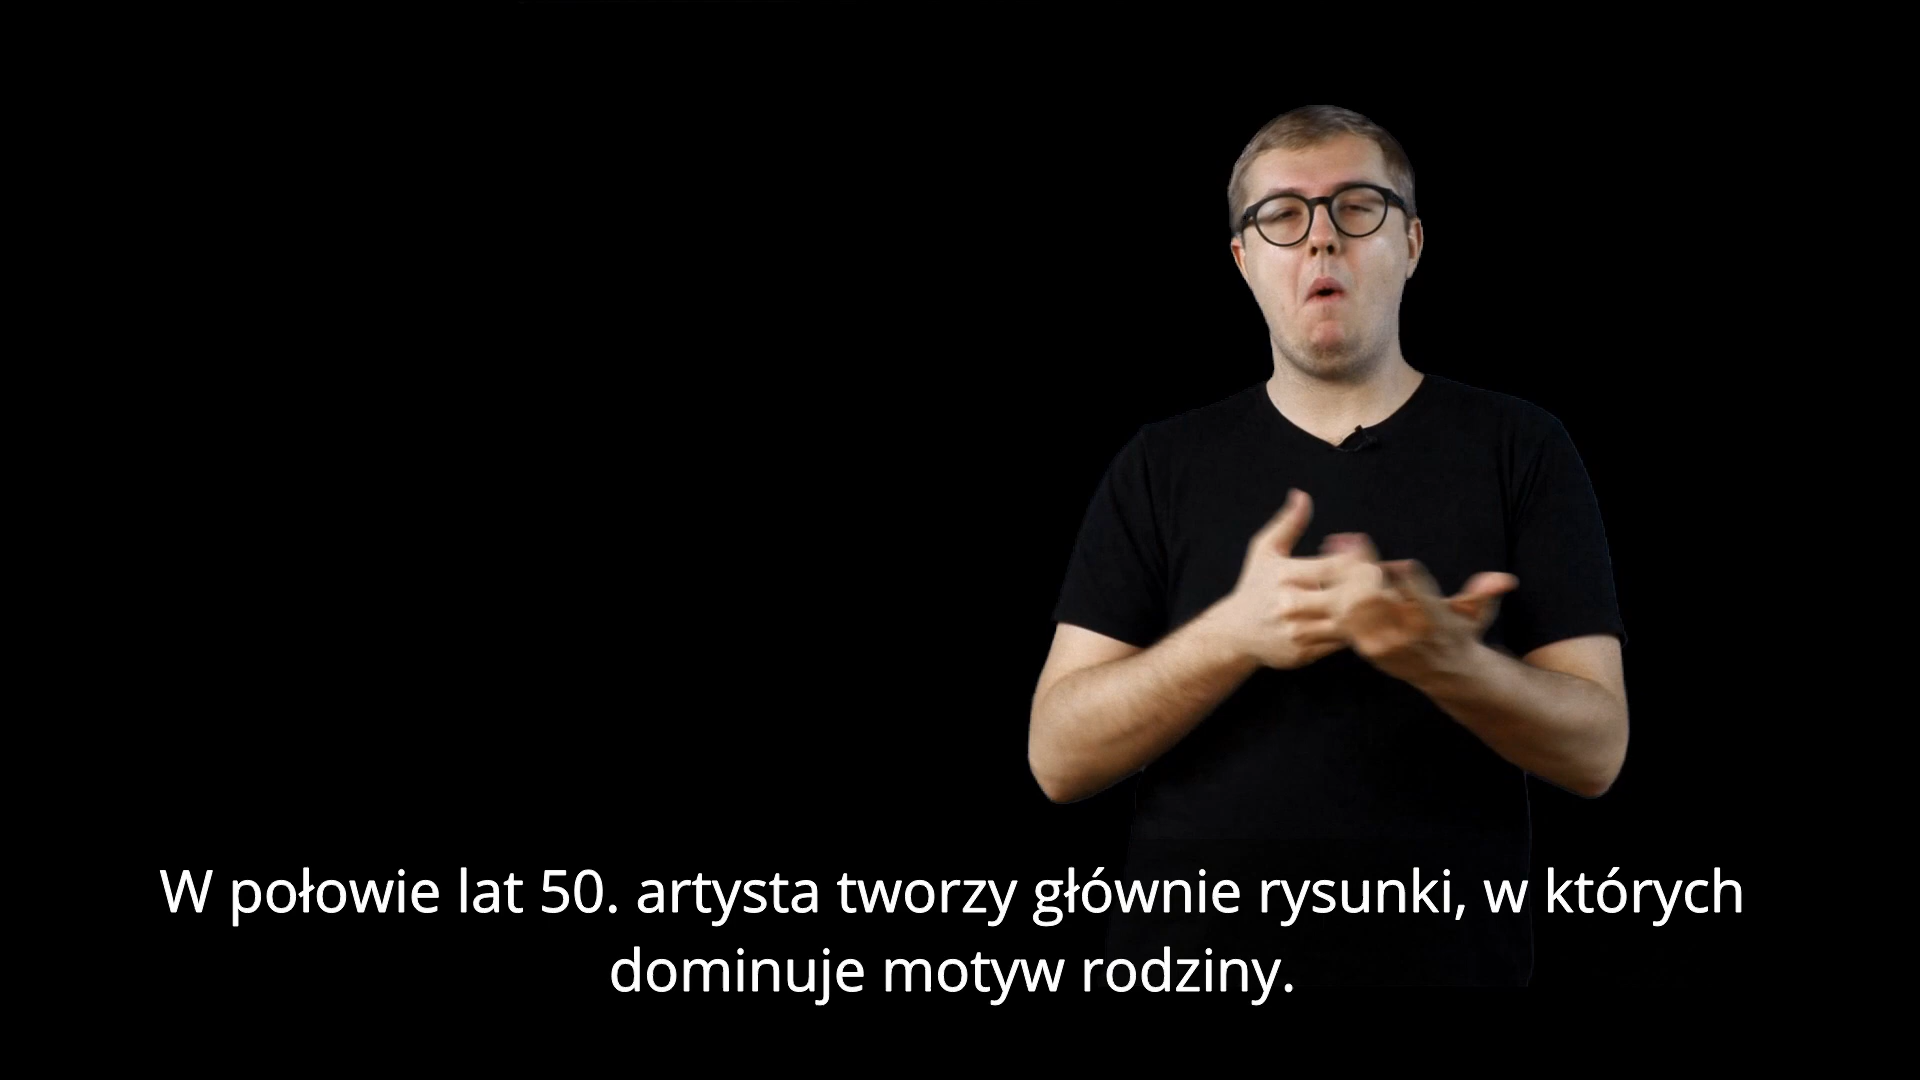 W połowie lat 50. artysta tworzy głównie rysunki, w których
dominuje motyw rodziny.